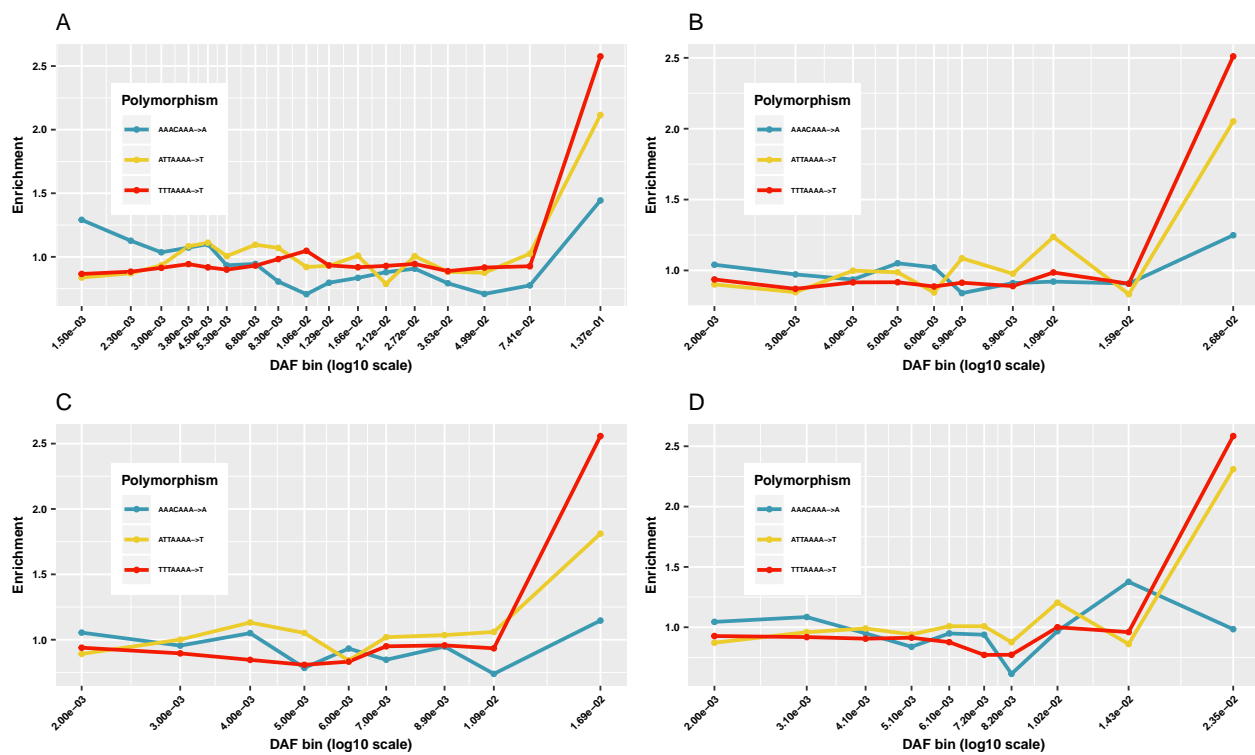 A
Enrichment
2.5
2.0
1.5
1.0
Polymorphism
AAACAAA->A
ATTAAAA->T
TTTAAAA->T
1.50e-03
2.30e-03
3.00e-03
3.80e-03
4.50e-03
5.30e-03
6.80e-03
8.30e-03
1.06e-02
1.29e-02
1.66e-02
2.12e-02
2.72e-02
3.63e-02
4.99e-02
7.41e-02
1.37e-01
DAF bin (log10 scale)
B
Enrichment
2.5
2.0
1.5
1.0
Polymorphism
AAACAAA->A
ATTAAAA->T
TTTAAAA->T
2.00e-03
3.00e-03
4.00e-03
5.00e-03
6.00e-03
6.90e-03
8.90e-03
1.09e-02
1.59e-02
2.68e-02
DAF bin (log10 scale)
C
Enrichment
2.5
2.0
1.5
1.0
Polymorphism
AAACAAA->A
ATTAAAA->T
TTTAAAA->T
2.00e-03
3.00e-03
4.00e-03
5.00e-03
6.00e-03
7.00e-03
8.90e-03
1.09e-02
1.69e-02
DAF bin (log10 scale)
D
Enrichment
2.5
2.0
1.5
1.0
Polymorphism
AAACAAA->A
ATTAAAA->T
TTTAAAA->T
2.00e-03
3.10e-03
4.10e-03
5.10e-03
6.10e-03
7.20e-03
8.20e-03
1.02e-02
1.43e-02
2.35e-02
DAF bin (log10 scale)